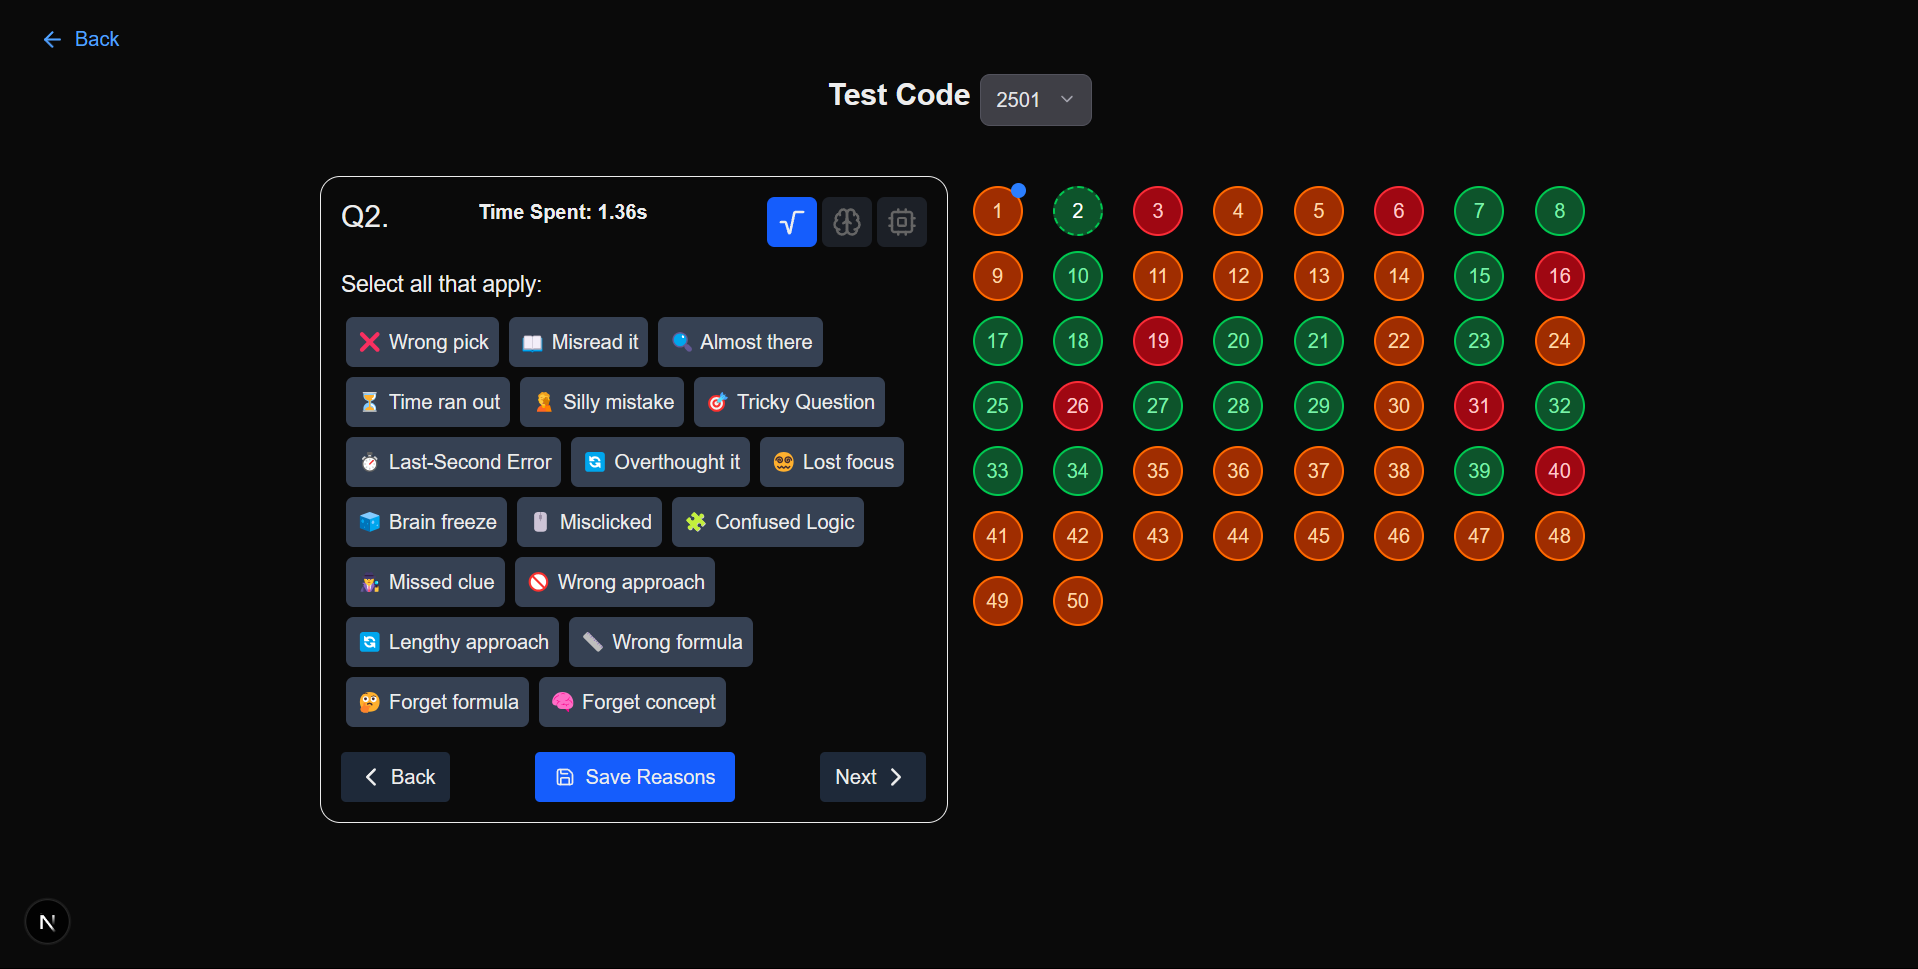 Back
Test Code 2501
Q2. Time Spent: 1.36s
Select all that apply:
Wrong pick Misread it Almost there
Time ran out Silly mistake Tricky Question
Last-Second Error Overthought it Lost focus
Brain freeze Misclicked Confused Logic
Missed clue Wrong approach
Lengthy approach Wrong formula
Forget formula Forget concept
Back Save Reasons Next
1 2 3 4 5 6 7 8
9 10 11 12 13 14 15 16
17 18 19 20 21 22 23 24
25 26 27 28 29 30 31 32
33 34 35 36 37 38 39 40
41 42 43 44 45 46 47 48
49 50
N